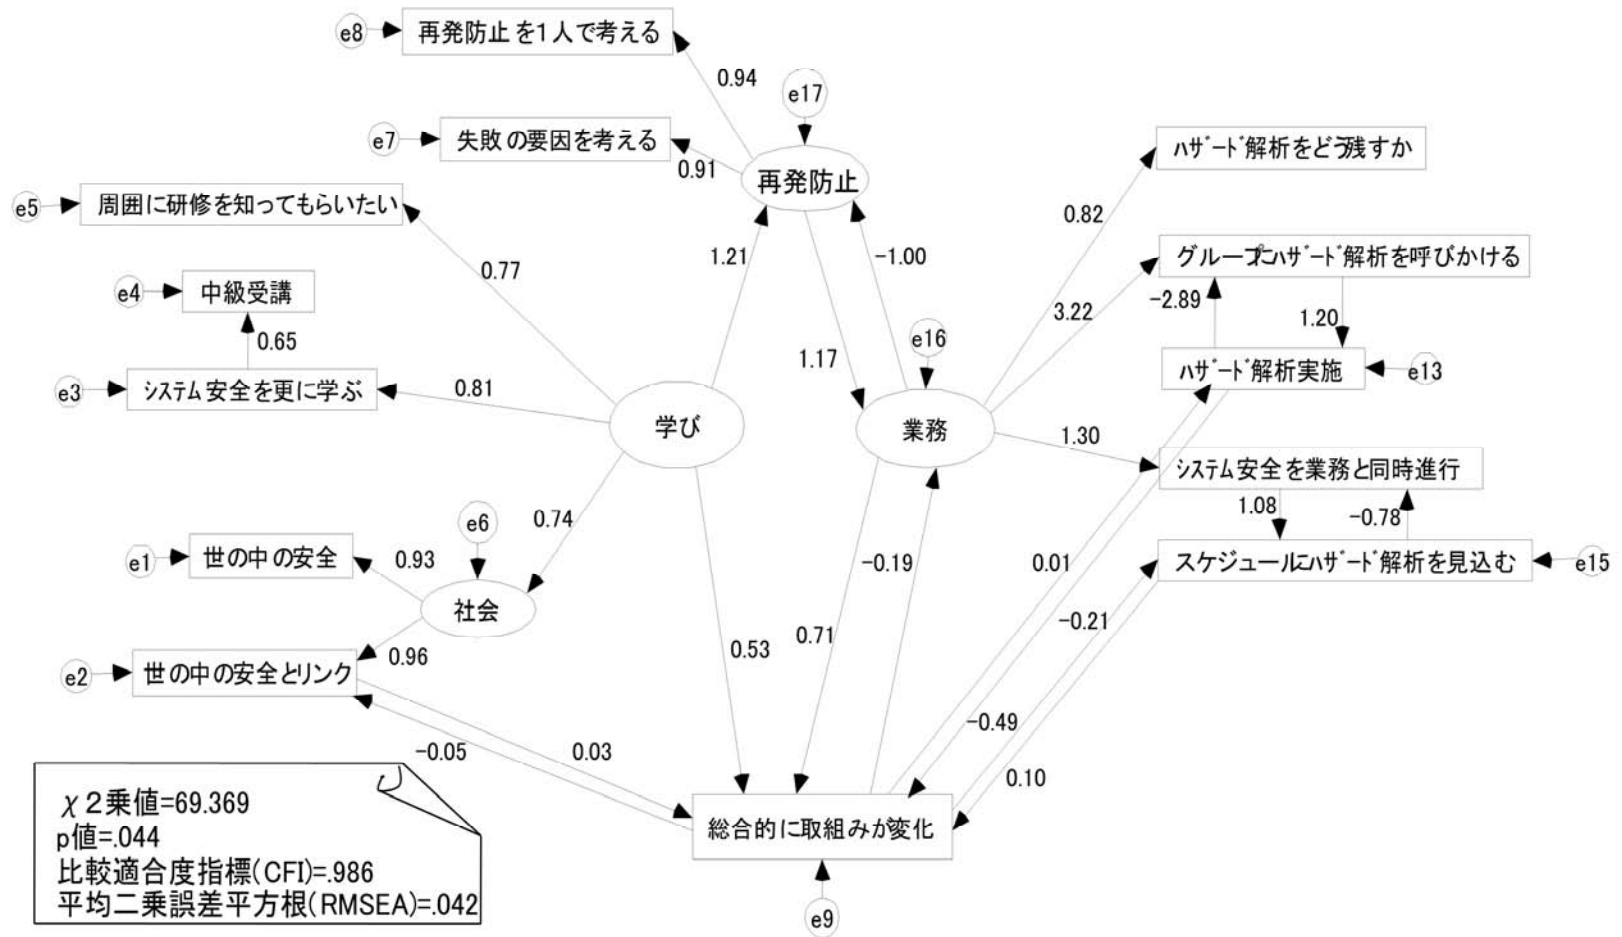 e8
再発防止を1人で考える
0.94
e17
e7
失敗の要因を考える
0.91
再発防止
ハザード解析をどう残すか
e5
周囲に研修を知ってもらいたい
0.82
0.77
1.21
-1.00
グループにハザード解析を呼びかける
e4
中級受講
-2.89
3.22
1.20
0.65
e16
1.17
ハザード解析実施
e13
e3
システム安全を更に学ぶ
0.81
学び
業務
1.30
システム安全を業務と同時進行
1.08
-0.78
e6
0.74
e1
世の中の安全
0.93
-0.19
0.01
スケジュールにハザード解析を見込む
e15
社会
-0.21
0.96
0.53
0.71
e2
世の中の安全とリンク
-0.49
-0.05
0.03
0.10
χ2乗値=69.369
p値=.044
比較適合度指標(CFI)=.986
平均二乗誤差平方根(RMSEA)=.042
総合的に取組みが変化
e9